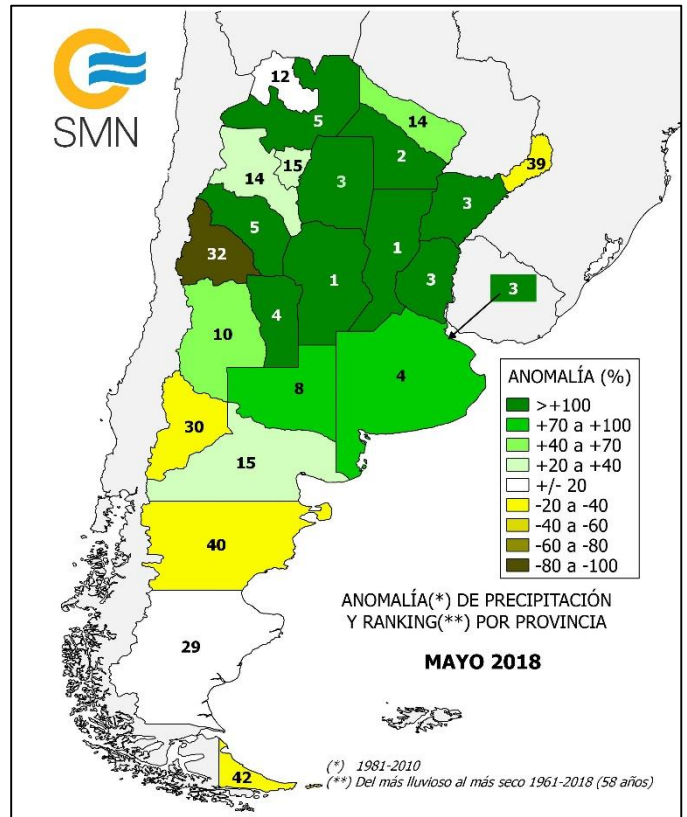 SMN
12
5
14
39
2
15
14
3
3
5
32
1
1
3
3
4
10
8
4
30
15
40
29
42
ANOMALÍA (%)
>+100
+70 a +100
+40 a +70
+20 a +40
+/- 20
-20 a -40
-40 a -60
-60 a -80
-80 a -100
ANOMALÍA(*) DE PRECIPITACIÓN
Y RANKING(**) POR PROVINCIA
MAYO 2018
(*) 1981-2010
(**) Del más lluvioso al más seco 1961-2018 (58 años)